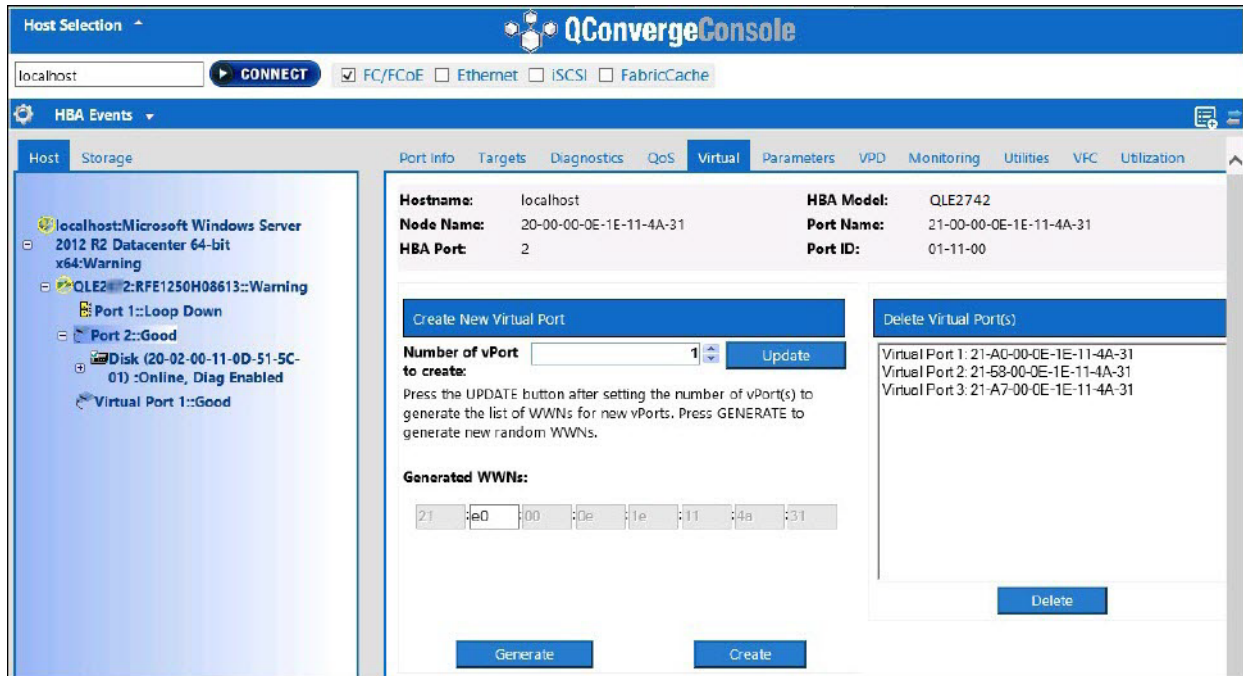 Host Selection
QConvergeConsole
localhost
CONNECT
FC/FCoE
Ethernet
iSCSI
FabricCache
HBA Events
Host
Storage
localhost:Microsoft Windows Server
2012 R2 Datacenter 64-bit
x64:Warning
2:RFE1250H08613::Warning
Port 1::Loop Down
Port 2::Good
Disk (20-02-00-11-0D-51-5C-
01) :Online, Diag Enabled
Virtual Port 1::Good
Port Info
Targets
Diagnostics
QoS
Virtual
Parameters
VPD
Monitoring
Utilities
VFC
Utilization
Hostname: localhost
HBA Model: QLE2742
Node Name: 20-00-00-0E-1E-11-4A-31
Port Name: 21-00-00-0E-1E-11-4A-31
HBA Port: 2
Port ID: 01-11-00
Create New Virtual Port
Number of vPort
to create:
1
Update
Press the UPDATE button after setting the number of vPort(s) to
generate the list of WWNs for new vPorts. Press GENERATE to
generate new random WWNs.
Generated WWNs:
21 :e0 :00 :0e :1e :11 :4a :31
Generate
Create
Delete Virtual Port(s)
Virtual Port 1: 21-A0-00-0E-1E-11-4A-31
Virtual Port 2: 21-58-00-0E-1E-11-4A-31
Virtual Port 3: 21-A7-00-0E-1E-11-4A-31
Delete